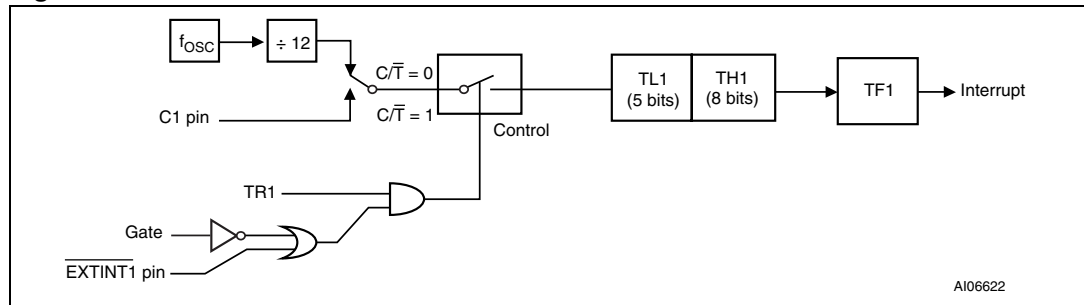 fOSC
÷ 12
C/T̅ = 0
C1 pin
C/T̅ = 1
Control
TL1
(5 bits)
TH1
(8 bits)
TF1
Interrupt
TR1
Gate
E̅X̅T̅I̅N̅T̅1̅ pin
AI06622